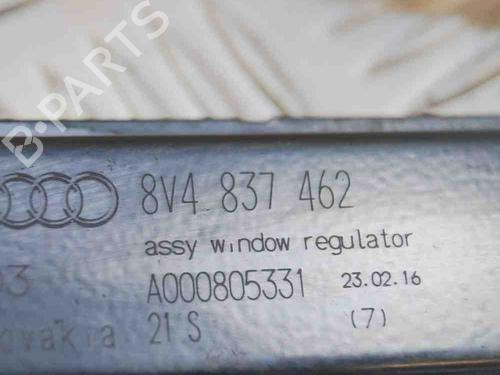 B·PARTS
8V4 837 462
assy window regulator
A000805331 23.02.16
21 S (7)